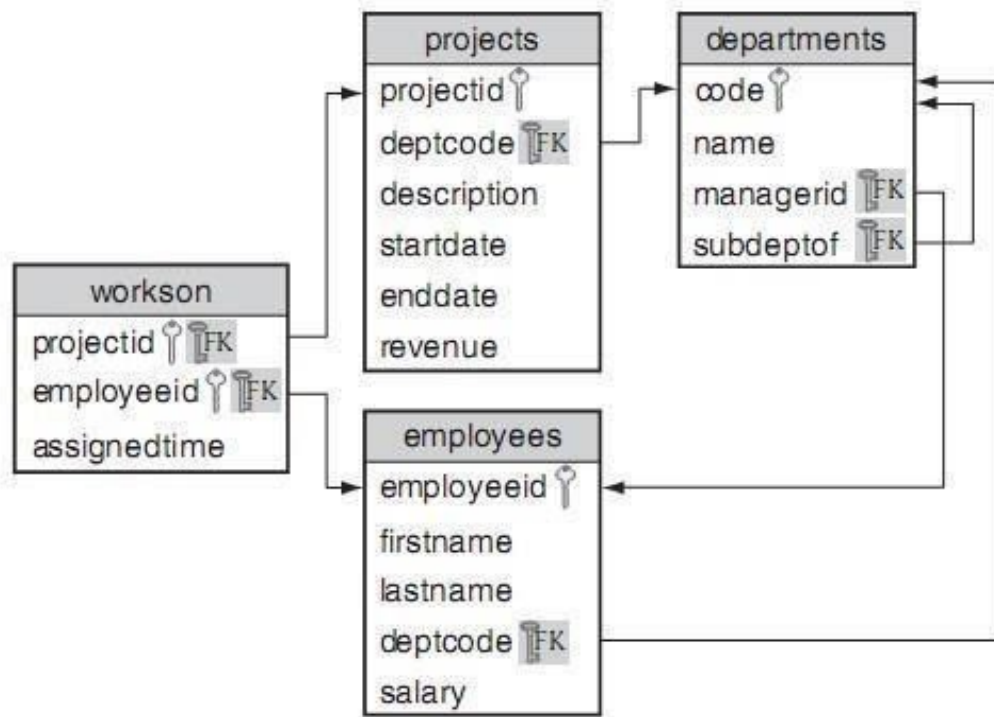 projects
projectid
deptcode FK
description
startdate
enddate
revenue
departments
code
name
managerid FK
subdeptof FK
workson
projectid FK
employeeid FK
assignedtime
employees
employeeid
firstname
lastname
deptcode FK
salary